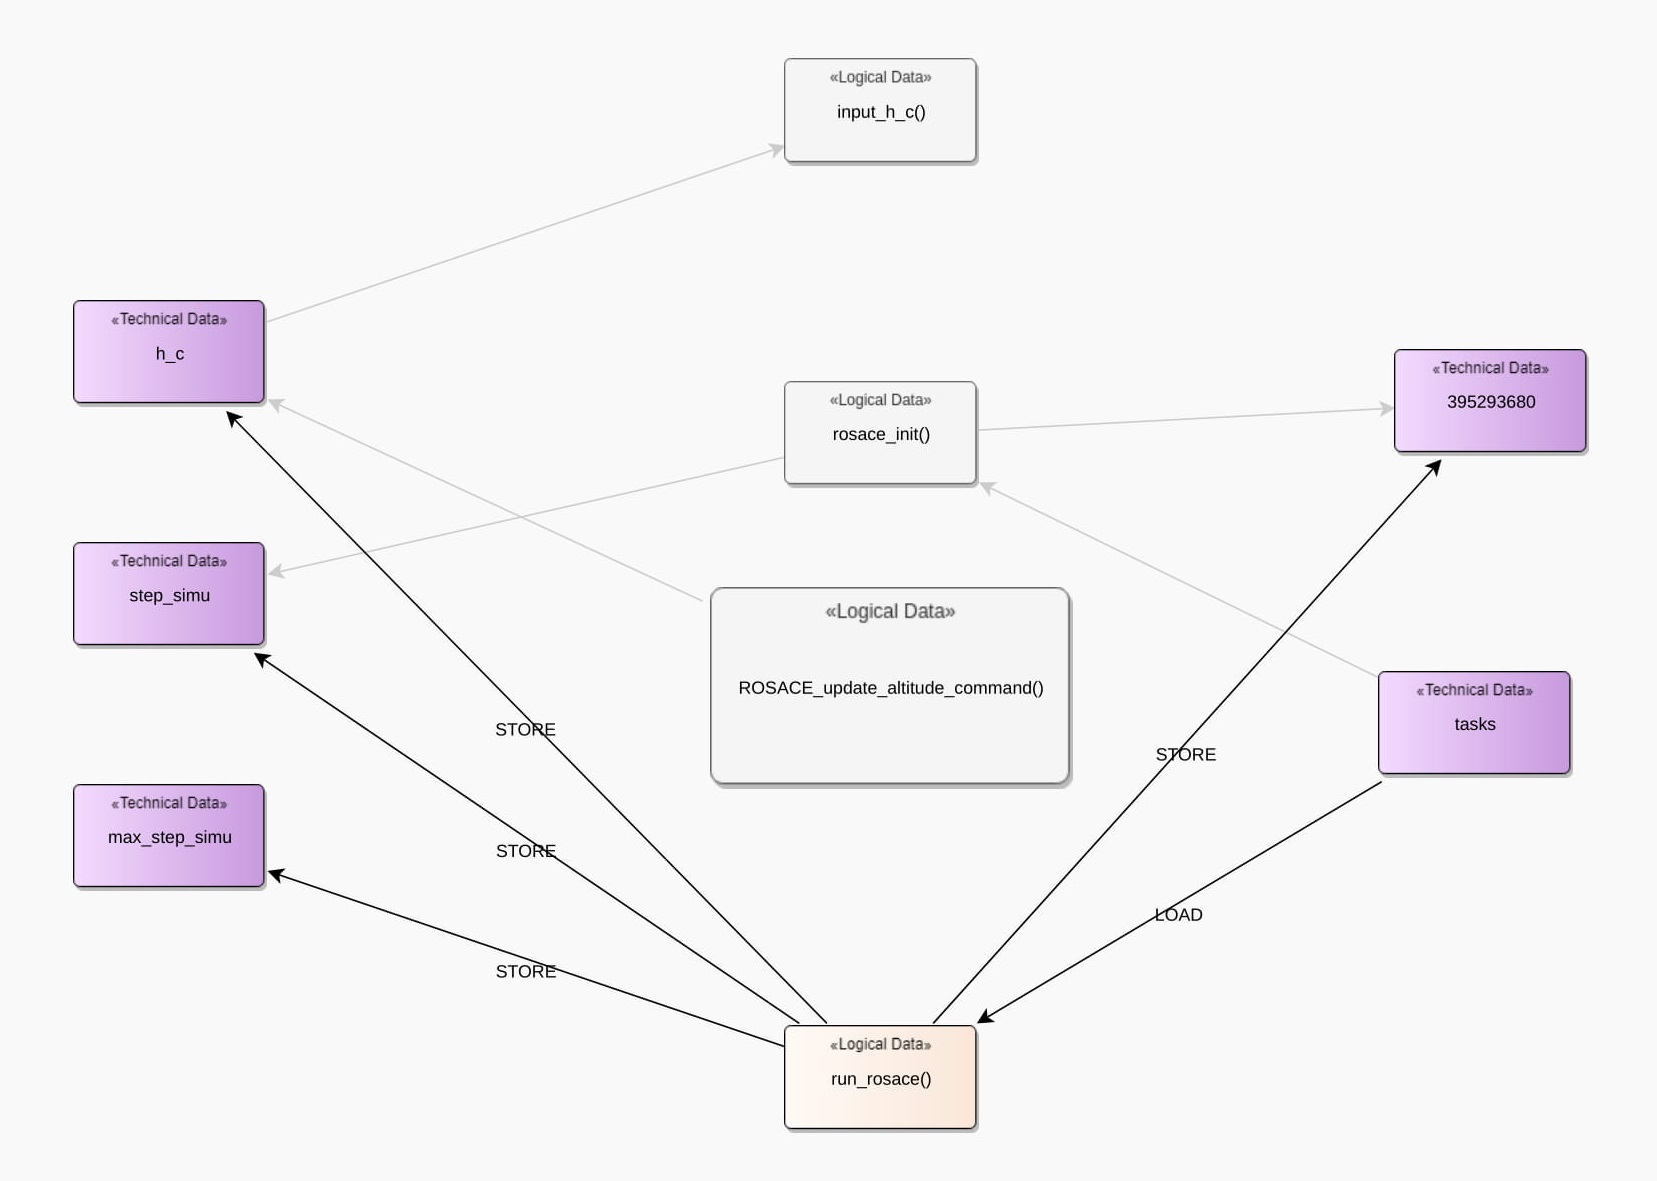 «Logical Data»
input_h_c()
«Technical Data»
h_c
«Technical Data»
395293680
«Logical Data»
rosace_init()
«Technical Data»
step_simu
«Logical Data»
ROSACE_update_altitude_command()
«Technical Data»
tasks
STORE
STORE
«Technical Data»
max_step_simu
STORE
LOAD
STORE
«Logical Data»
run_rosace()